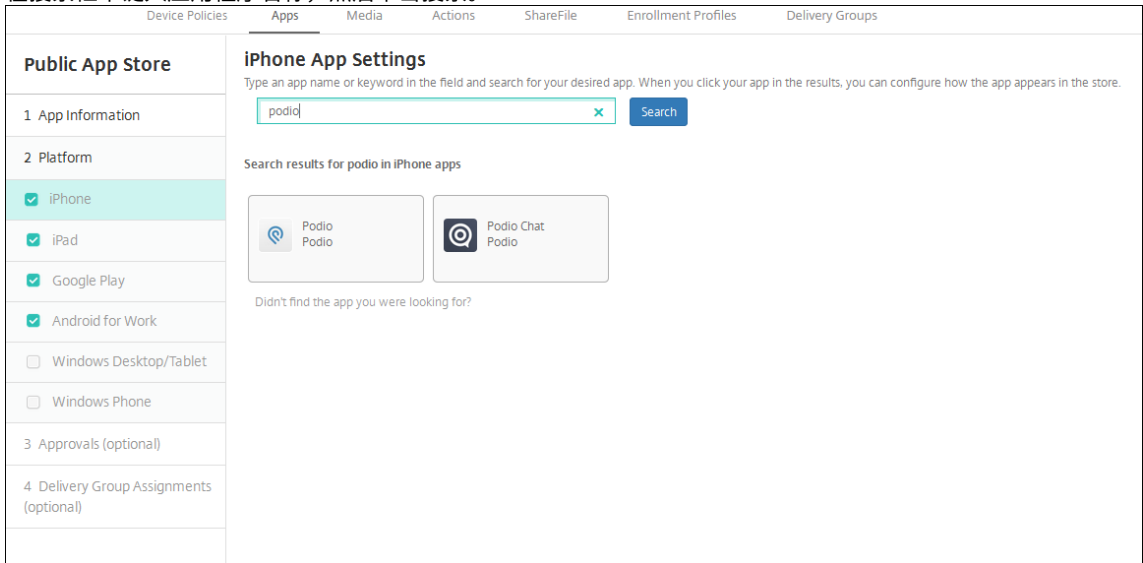 Device Policies Apps Media Actions ShareFile Enrollment Profiles Delivery Groups
Public App Store
1 App Information
2 Platform
iPhone
iPad
Google Play
Android for Work
Windows Desktop/Tablet
Windows Phone
3 Approvals (optional)
4 Delivery Group Assignments
(optional)
iPhone App Settings
Type an app name or keyword in the field and search for your desired app. When you click your app in the results, you can configure how the app appears in the store.
podio
Search
Search results for podio in iPhone apps
Podio
Podio
Podio Chat
Podio
Didn't find the app you were looking for?